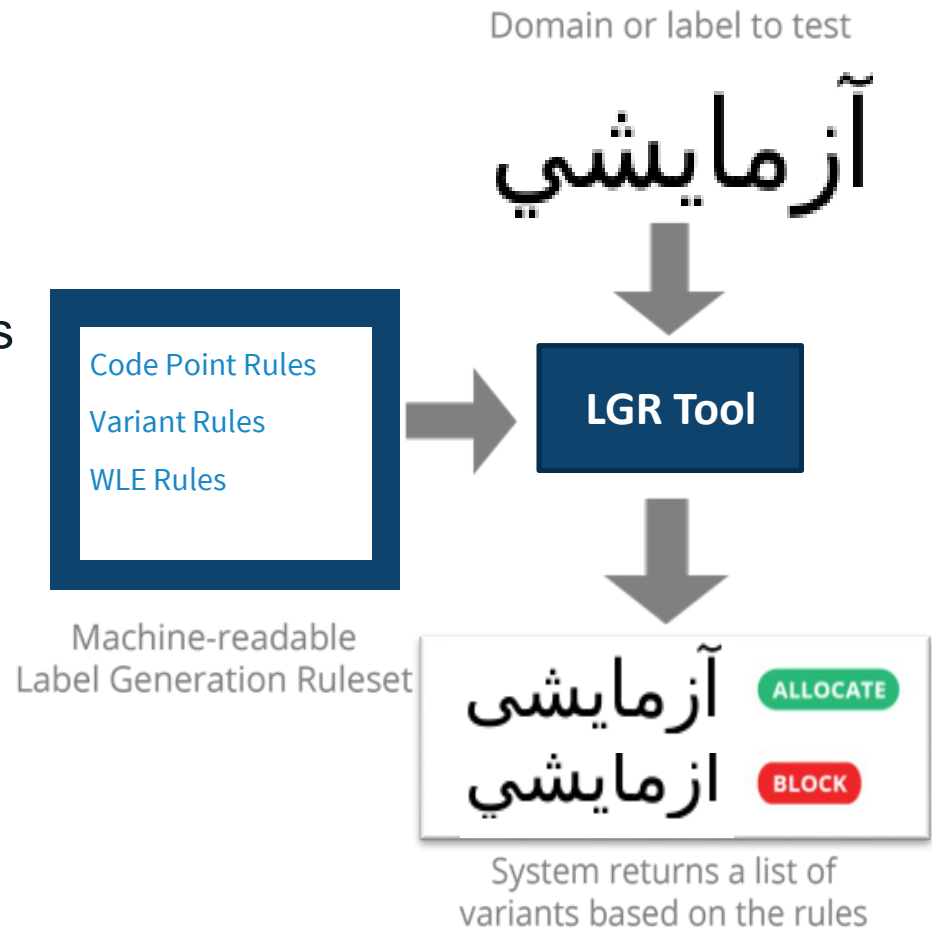 Domain or label to test
آزمايشي
s
Code Point Rules
Variant Rules
WLE Rules
LGR Tool
Machine-readable
Label Generation Ruleset
آزمایشی ALLOCATE
ازمايشي BLOCK
System returns a list of
variants based on the rules